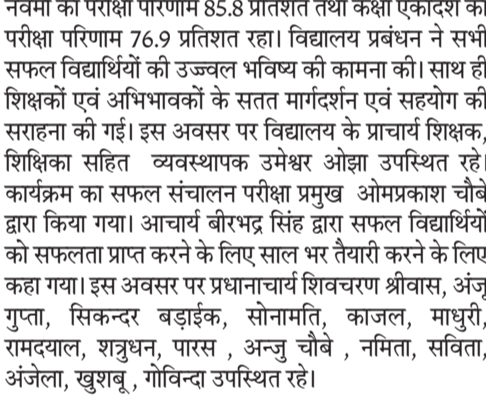 नवमी का परीक्षा परिणाम 85.8 प्रतिशत तथा कक्षा एकादश का
परीक्षा परिणाम 76.9 प्रतिशत रहा। विद्यालय प्रबंधन ने सभी
सफल विद्यार्थियों की उज्ज्वल भविष्य की कामना की। साथ ही
शिक्षकों एवं अभिभावकों के सतत मार्गदर्शन एवं सहयोग की
सराहना की गई। इस अवसर पर विद्यालय के प्राचार्य शिक्षक,
शिक्षिका सहित व्यवस्थापक उमेश्वर ओझा उपस्थित रहे।
कार्यक्रम का सफल संचालन परीक्षा प्रमुख ओमप्रकाश चौबे
द्वारा किया गया। आचार्य बीरभद्र सिंह द्वारा सफल विद्यार्थियों
को सफलता प्राप्त करने के लिए साल भर तैयारी करने के लिए
कहा गया। इस अवसर पर प्रधानाचार्य शिवचरण श्रीवास, अंजू
गुप्ता, सिकन्दर बड़ाईक, सोनामति, काजल, माधुरी,
रामदयाल, शत्रुधन, पारस , अन्जु चौबे , नमिता, सविता,
अंजेला, खुशबू , गोविन्दा उपस्थित रहे।